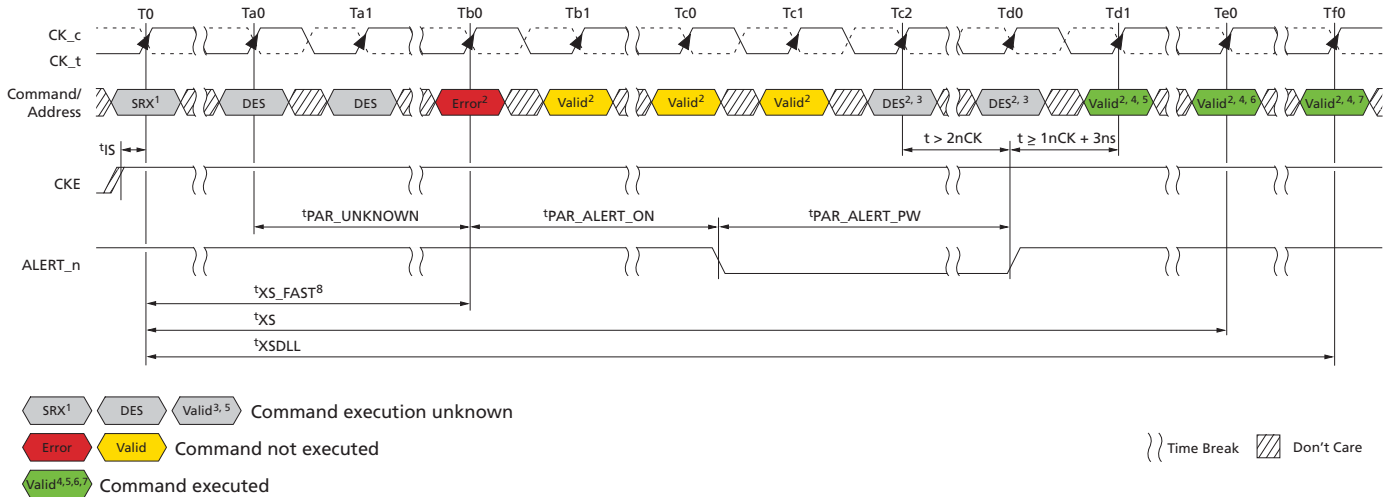 T0 Ta0 Ta1 Tb0 Tb1 Tc0 Tc1 Tc2 Td0 Td1 Te0 Tf0
CK_c
CK_t
Command/
Address
SRX1 DES DES Error2 Valid2 Valid2 Valid2 DES2, 3 DES2, 3 Valid2, 4, 5 Valid2, 4, 6 Valid2, 4, 7
tIS
t > 2nCK
t ≥ 1nCK + 3ns
CKE
tPAR_UNKNOWN
tPAR_ALERT_ON
tPAR_ALERT_PW
ALERT_n
tXS_FAST8
tXS
tXSDLL
SRX1 DES Valid3, 5 Command execution unknown
Error Valid Command not executed
Time Break Don't Care
Valid4,5,6,7 Command executed